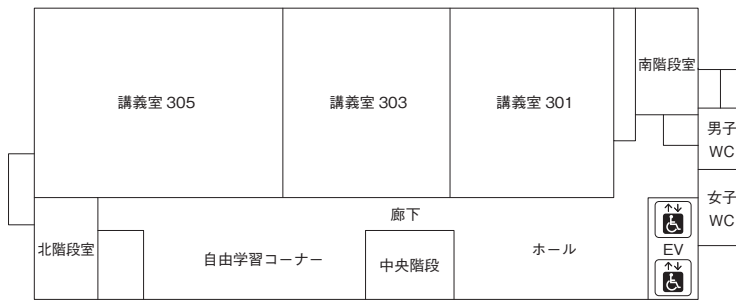 講義室 305
講義室 303
講義室 301
南階段室
男子
WC
女子
WC
北階段室
自由学習コーナー
廊下
中央階段
ホール
EV